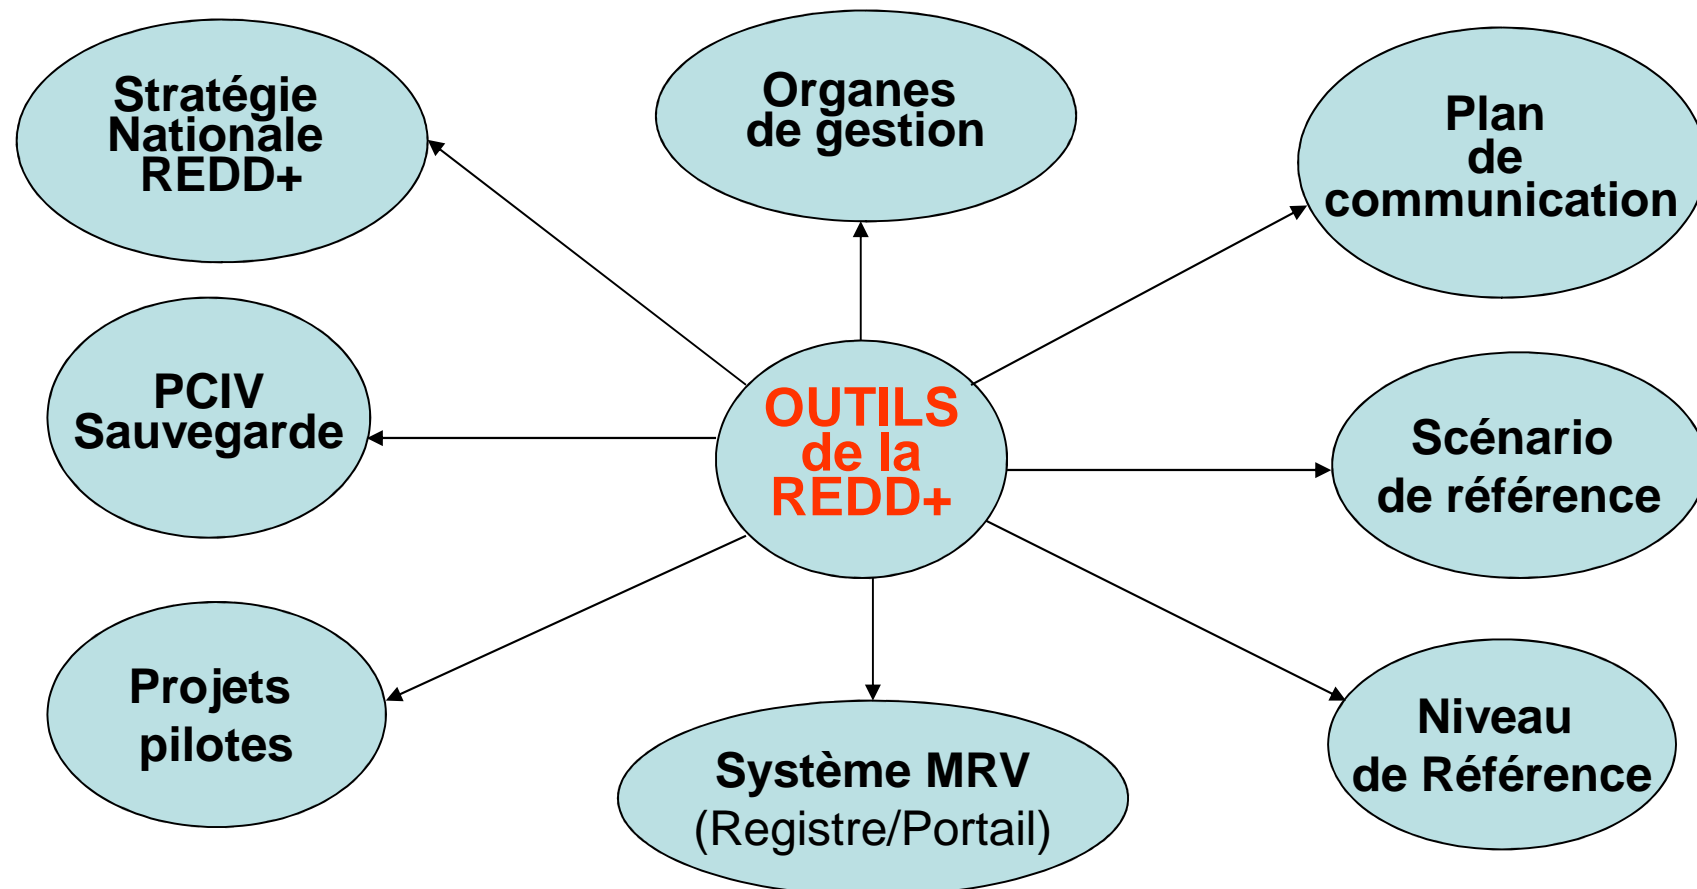 Stratégie
Nationale
REDD+
Organes
de gestion
Plan
de
communication
PCIV
Sauvegarde
OUTILS
de la
REDD+
Scénario
de référence
Projets
pilotes
Système MRV
(Registre/Portail)
Niveau
de Référence